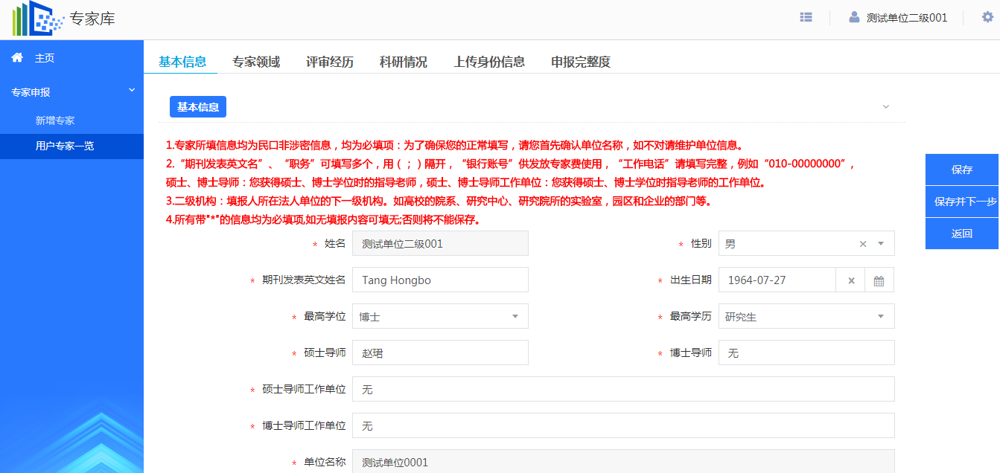 专家库
测试单位二级001
主页
专家申报
新增专家
用户专家一览
基本信息 专家领域 评审经历 科研情况 上传身份信息 申报完整度
基本信息
1.专家所填信息均为民口非涉密信息，均为必填项：为了确保您的正常填写，请您首先确认单位名称，如不对请维护单位信息。
2.“期刊发表英文名”、“职务”可填写多个，用（；）隔开，“银行账号”供发放专家费使用，“工作电话”请填写完整，例如“010-00000000”，
硕士、博士导师：您获得硕士、博士学位时的指导老师，硕士、博士导师工作单位：您获得硕士、博士学位时指导老师的工作单位。
3.二级机构：填报人所在法人单位的下一级机构。如高校的院系、研究中心、研究院所的实验室，园区和企业的部门等。
4.所有带"*"的信息均为必填项,如无填报内容可填无;否则将不能保存。
* 姓名 测试单位二级001 * 性别 男
* 期刊发表英文姓名 Tang Hongbo * 出生日期 1964-07-27
* 最高学位 博士 * 最高学历 研究生
* 硕士导师 赵珺 * 博士导师 无
* 硕士导师工作单位 无
* 博士导师工作单位 无
* 单位名称 测试单位0001
保存
保存并下一步
返回